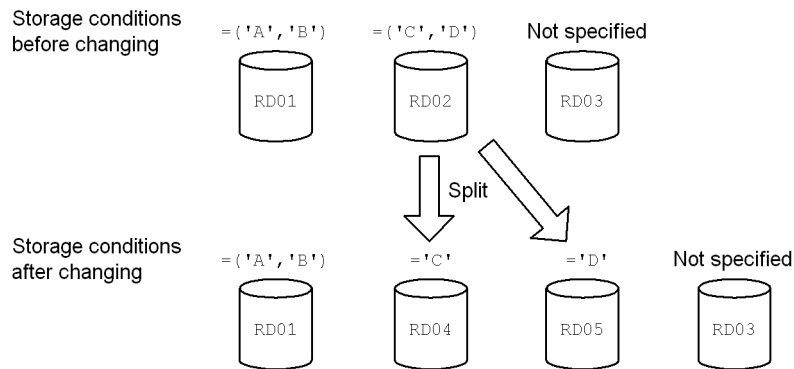 Storage conditions
before changing
=('A','B')
=('C','D')
Not specified
RD01
RD02
RD03
Split
Storage conditions
after changing
=('A','B')
='C'
='D'
Not specified
RD01
RD04
RD05
RD03